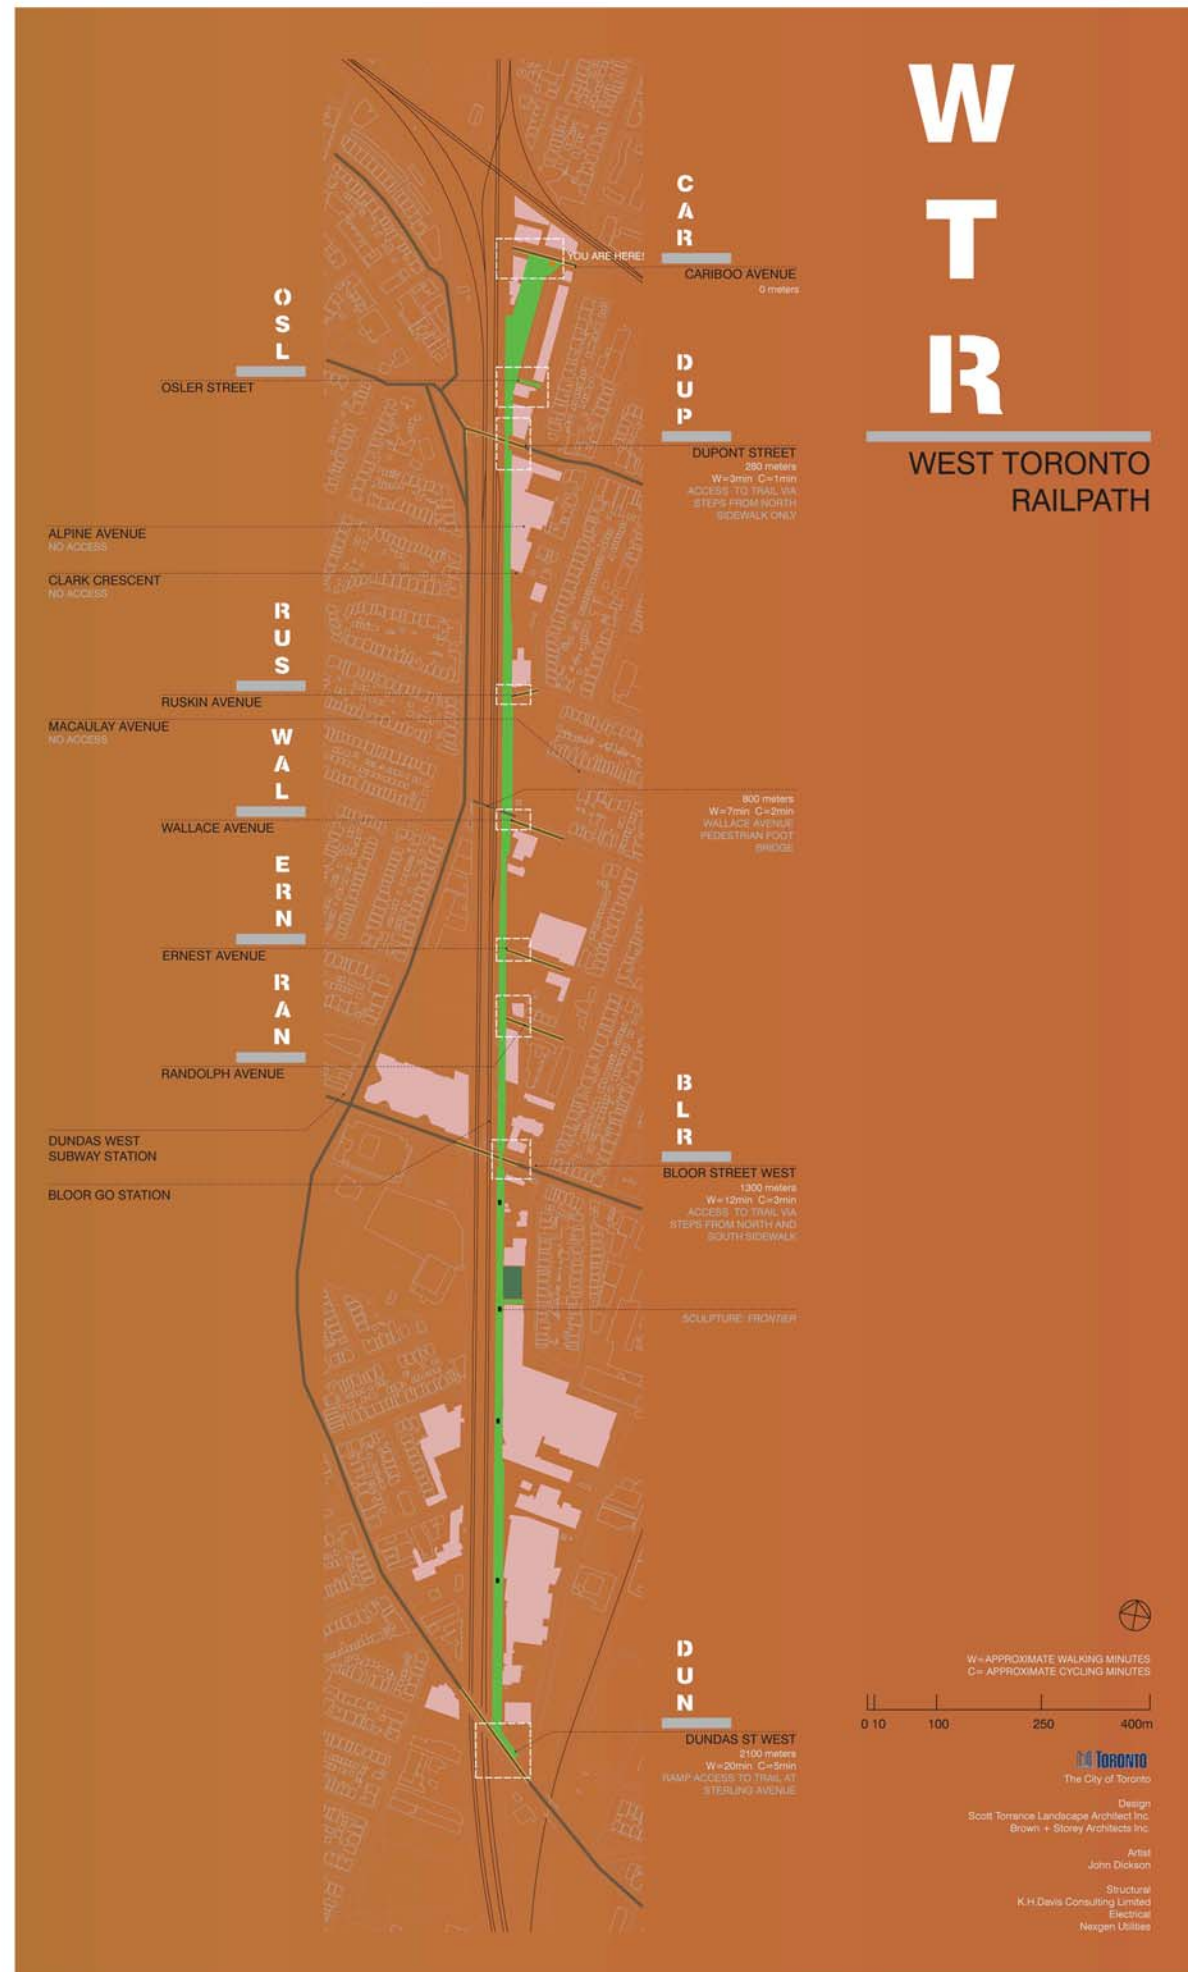 W
T
R
WEST TORONTO
RAILPATH
C
A
R
YOU ARE HERE!
CARIBOO AVENUE
0 meters
O
S
L
OSLER STREET
D
U
P
DUPONT STREET
280 meters
W=3min C=1min
ACCESS TO TRAIL VIA
STEPS FROM NORTH
SIDEWALK ONLY
ALPINE AVENUE
NO ACCESS
CLARK CRESCENT
NO ACCESS
R
U
S
RUSKIN AVENUE
MACAULAY AVENUE
NO ACCESS
W
A
L
WALLACE AVENUE
800 meters
W=7min C=2min
WALLACE AVENUE
PEDESTRIAN FOOT
BRIDGE
E
R
N
ERNEST AVENUE
R
A
N
RANDOLPH AVENUE
DUNDAS WEST
SUBWAY STATION
BLOOR GO STATION
B
L
R
BLOOR STREET WEST
1300 meters
W=12min C=3min
ACCESS TO TRAIL VIA
STEPS FROM NORTH AND
SOUTH SIDEWALK
SCULPTURE: FRONTIER
D
U
N
DUNDAS ST WEST
2100 meters
W=20min C=5min
RAMP ACCESS TO TRAIL AT
STERLING AVENUE
W=APPROXIMATE WALKING MINUTES
C= APPROXIMATE CYCLING MINUTES
0 10 100 250 400m
TORONTO
The City of Toronto
Design
Scott Torrance Landscape Architect Inc.
Brown + Storey Architects Inc.
Artist
John Dickson
Structural
K.H.Davis Consulting Limited
Electrical
Nexgen Utilities